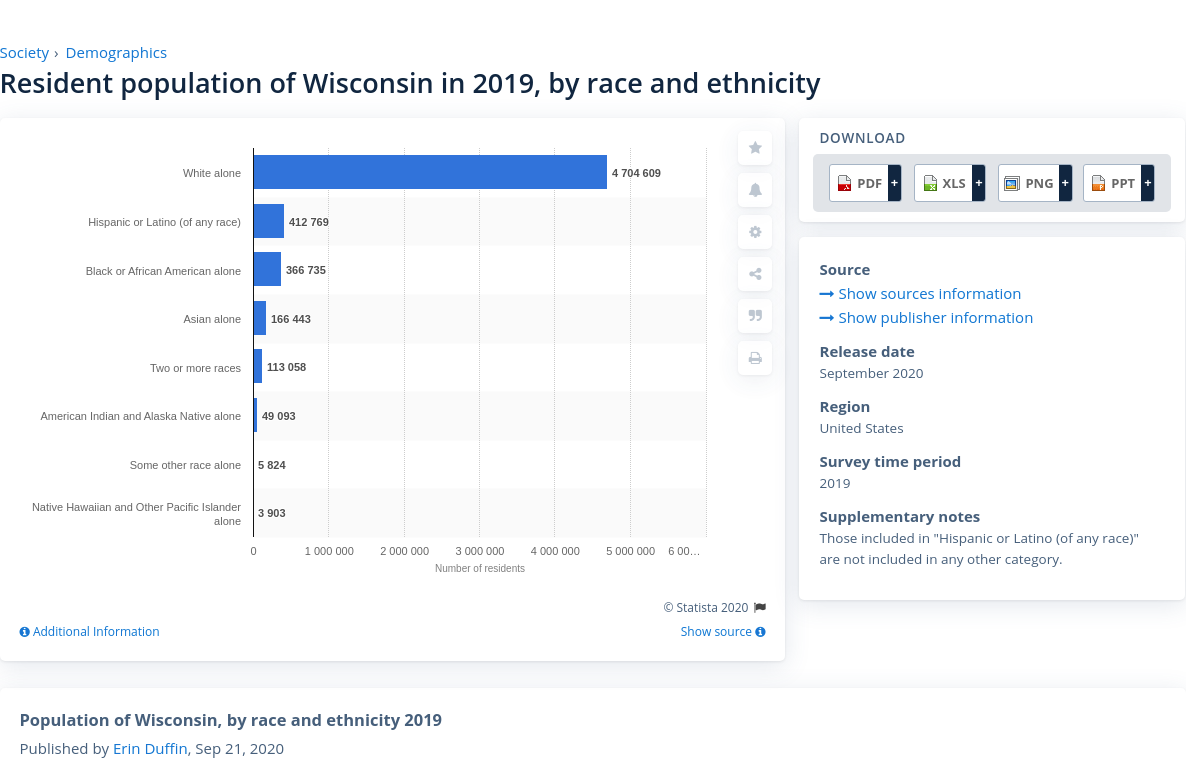 Society › Demographics
Resident population of Wisconsin in 2019, by race and ethnicity
White alone 4 704 609
Hispanic or Latino (of any race) 412 769
Black or African American alone 366 735
Asian alone 166 443
Two or more races 113 058
American Indian and Alaska Native alone 49 093
Some other race alone 5 824
Native Hawaiian and Other Pacific Islander
alone 3 903
0 1 000 000 2 000 000 3 000 000 4 000 000 5 000 000 6 00…
Number of residents
© Statista 2020
Additional Information Show source
DOWNLOAD
PDF + XLS + PNG + PPT +
Source
Show sources information
Show publisher information
Release date
September 2020
Region
United States
Survey time period
2019
Supplementary notes
Those included in "Hispanic or Latino (of any race)"
are not included in any other category.
Population of Wisconsin, by race and ethnicity 2019
Published by Erin Duffin, Sep 21, 2020